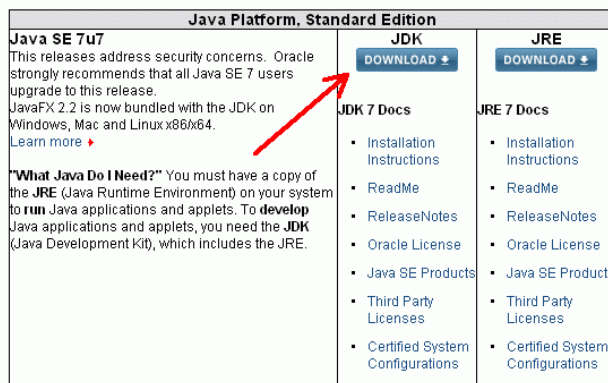 Java Platform, Standard Edition
Java SE 7u7
This releases address security concerns. Oracle
strongly recommends that all Java SE 7 users
upgrade to this release.
JavaFX 2.2 is now bundled with the JDK on
Windows, Mac and Linux x86/x64.
Learn more
"What Java Do I Need?" You must have a copy of
the JRE (Java Runtime Environment) on your system
to run Java applications and applets. To develop
Java applications and applets, you need the JDK
(Java Development Kit), which includes the JRE.
JDK
DOWNLOAD
JDK 7 Docs
Installation
Instructions
ReadMe
ReleaseNotes
Oracle License
Java SE Products
Third Party
Licenses
Certified System
Configurations
JRE
DOWNLOAD
JRE 7 Docs
Installation
Instructions
ReadMe
ReleaseNotes
Oracle License
Java SE Product
Third Party
Licenses
Certified System
Configurations